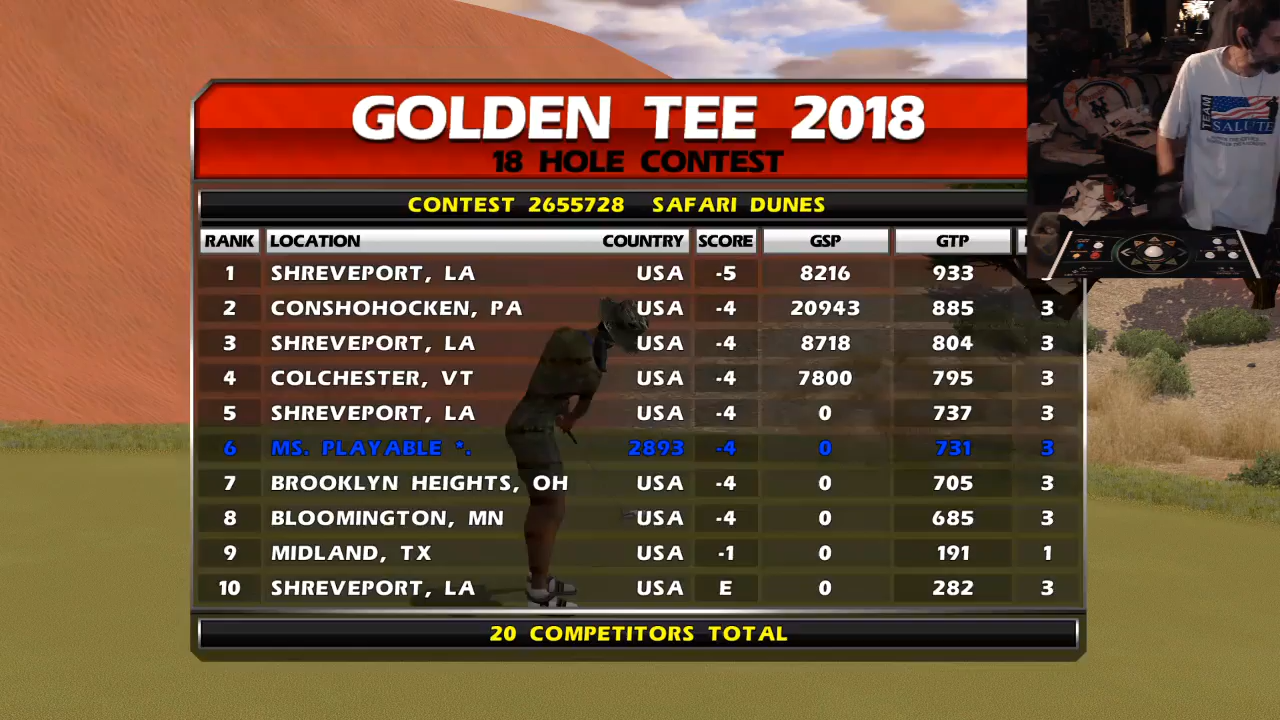 GOLDEN TEE 2018
18 HOLE CONTEST
CONTEST 2655728 SAFARI DUNES
RANK LOCATION COUNTRY SCORE GSP GTP
1 SHREVEPORT, LA USA -5 8216 933
2 CONSHOHOCKEN, PA USA -4 20943 885 3
3 SHREVEPORT, LA USA -4 8718 804 3
4 COLCHESTER, VT USA -4 7800 795 3
5 SHREVEPORT, LA USA -4 0 737 3
6 MS. PLAYABLE *. 2893 -4 0 731 3
7 BROOKLYN HEIGHTS, OH USA -4 0 705 3
8 BLOOMINGTON, MN USA -4 0 685 3
9 MIDLAND, TX USA -1 0 191 1
10 SHREVEPORT, LA USA E 0 282 3
20 COMPETITORS TOTAL
TEAM
SALUTE